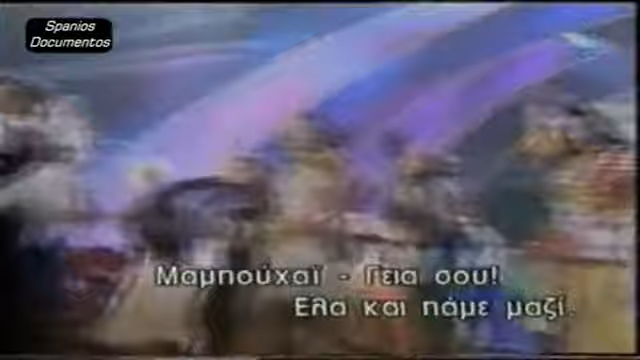 Spanios
Documentos
Μαμπούχαϊ - Γεια σου!
Ελα και πάμε μαζί.